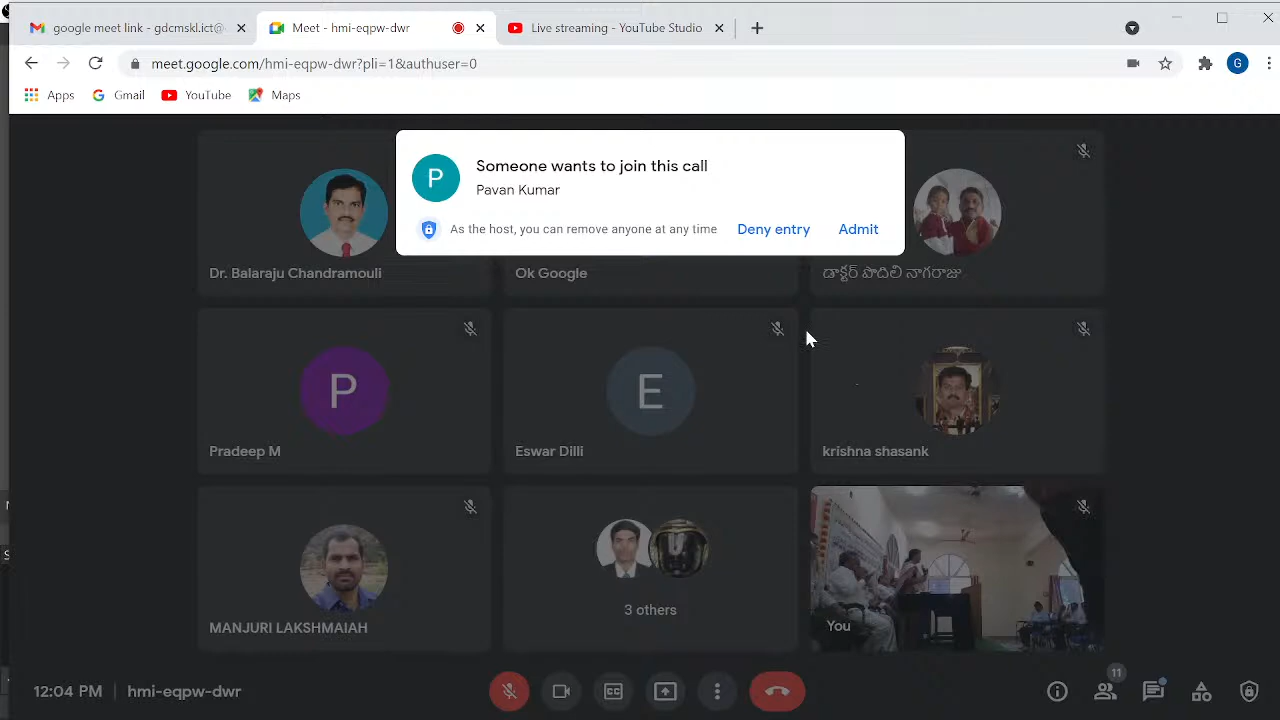 google meet link - gdcmsklict@
Meet - hmi-eqpw-dwr
Live streaming - YouTube Studio
meet.google.com/hmi-eqpw-dwr?pli=1&authuser=0
G
Apps
Gmail
YouTube
Maps
P
Someone wants to join this call
Pavan Kumar
As the host, you can remove anyone at any time
Deny entry
Admit
Dr. Balaraju Chandramouli
Ok Google
డాక్టర్ పొదిలి నాగరాజు
P
E
Pradeep M
Eswar Dilli
krishna shasank
MANJURI LAKSHMAIAH
3 others
You
12:04 PM | hmi-eqpw-dwr
CC
11